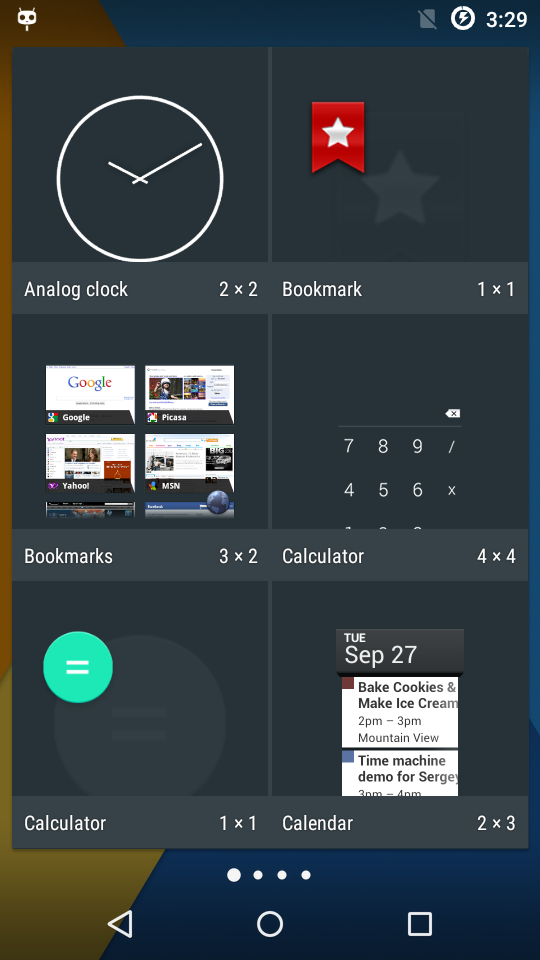 3:29
Analog clock 2 × 2
Bookmark 1 × 1
Google
Google
Picasa
Yahoo!
MSN
Bookmarks 3 × 2
7 8 9 /
4 5 6 x
Calculator 4 × 4
=
Calculator 1 × 1
TUE
Sep 27
Bake Cookies &
Make Ice Cream
2pm – 3pm
Mountain View
Time machine
demo for Sergey
3pm – 4pm
Calendar 2 × 3